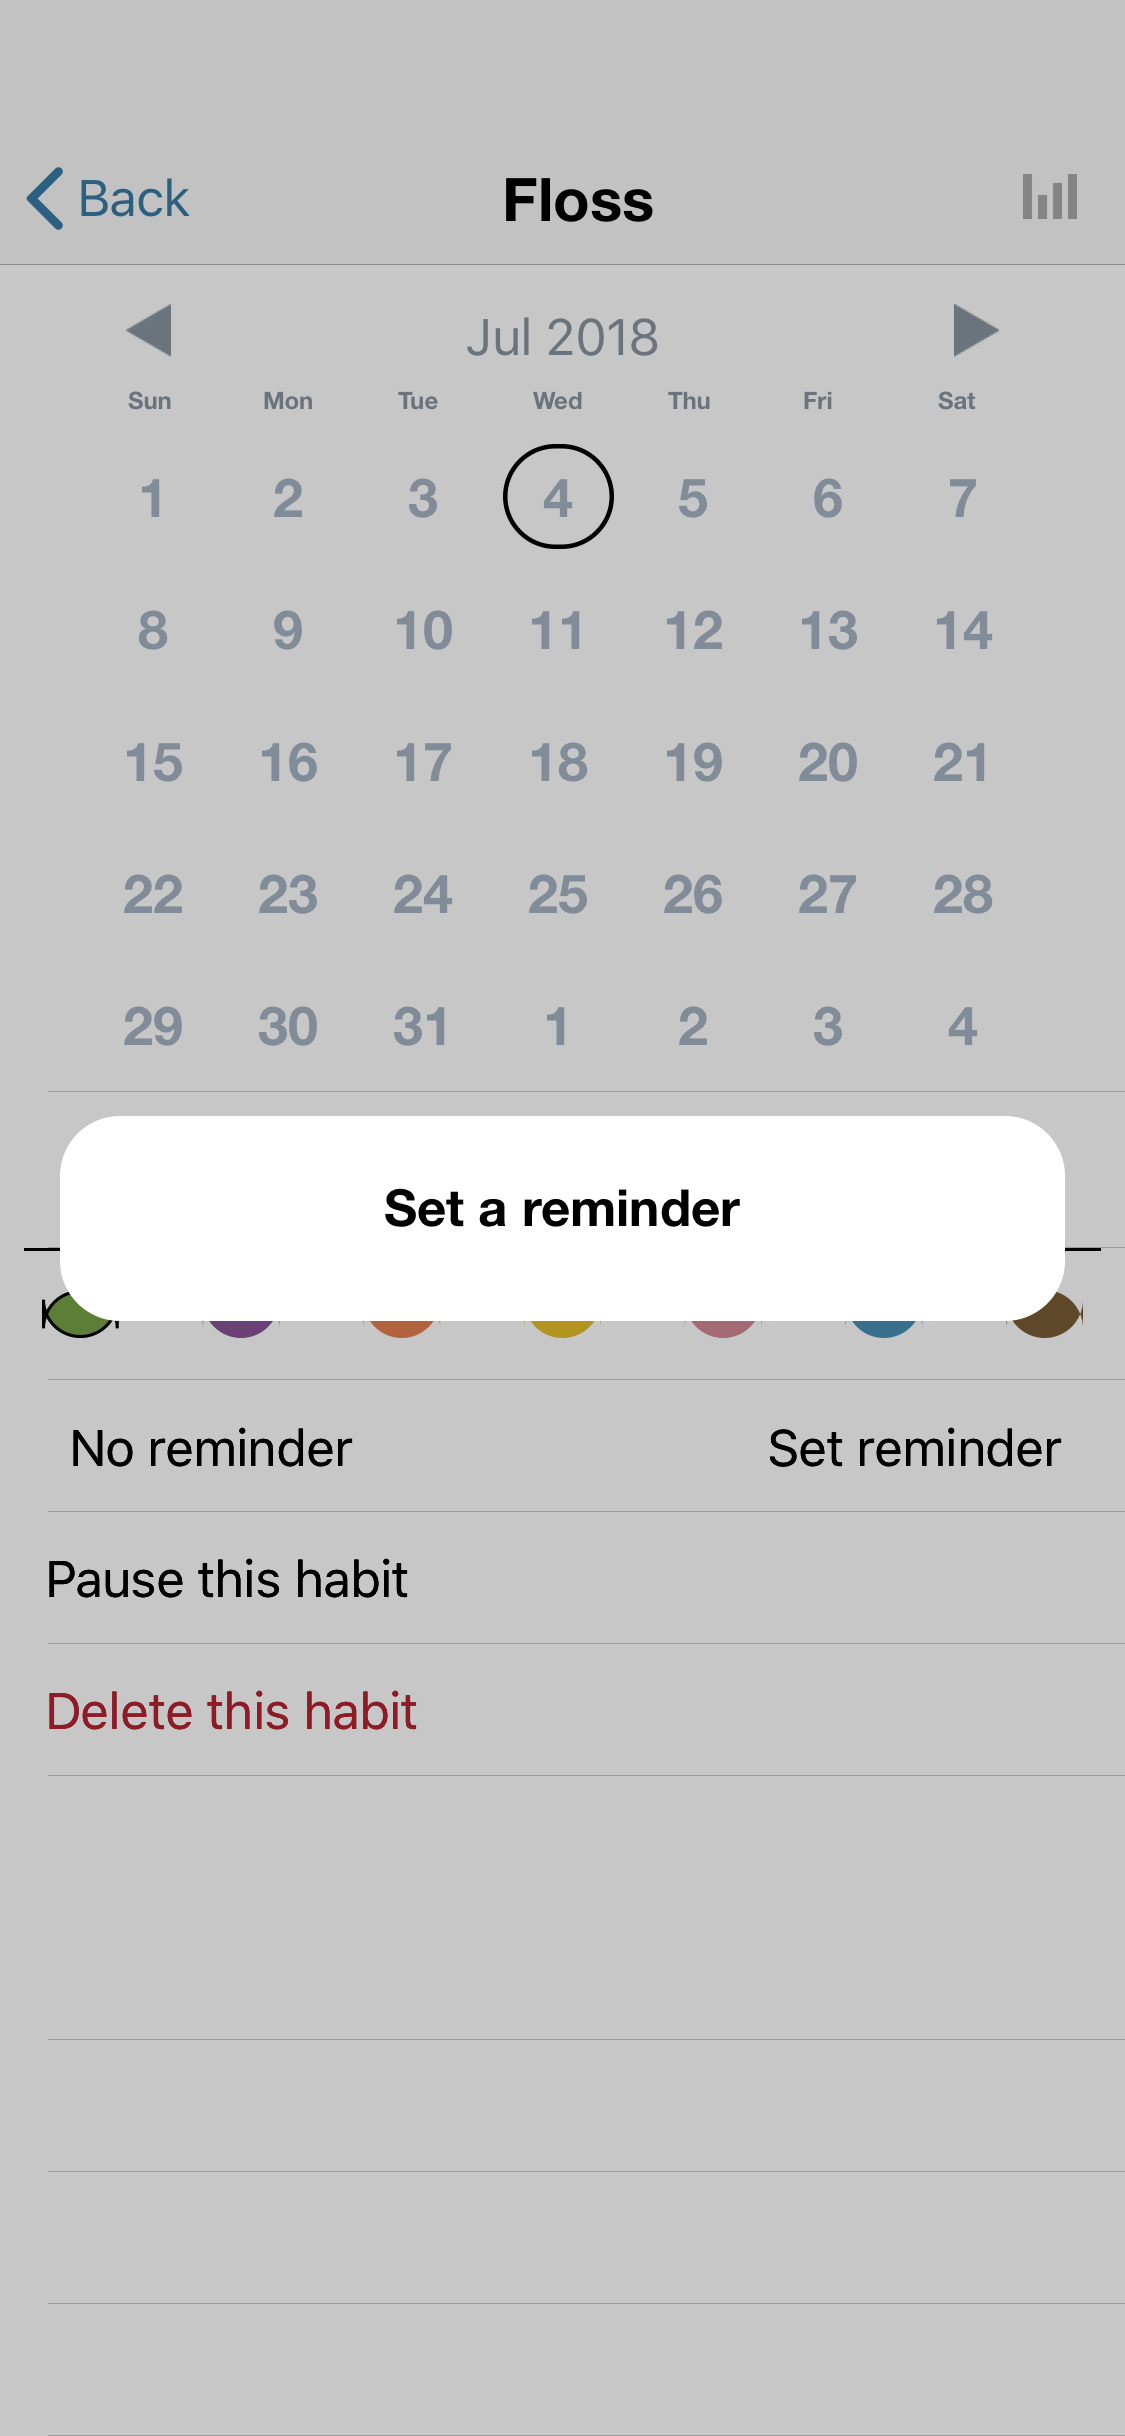 Back
Floss
Jul 2018
Sun Mon Tue Wed Thu Fri Sat
1 2 3 4 5 6 7
8 9 10 11 12 13 14
15 16 17 18 19 20 21
22 23 24 25 26 27 28
29 30 31 1 2 3 4
Set a reminder
No reminder Set reminder
Pause this habit
Delete this habit